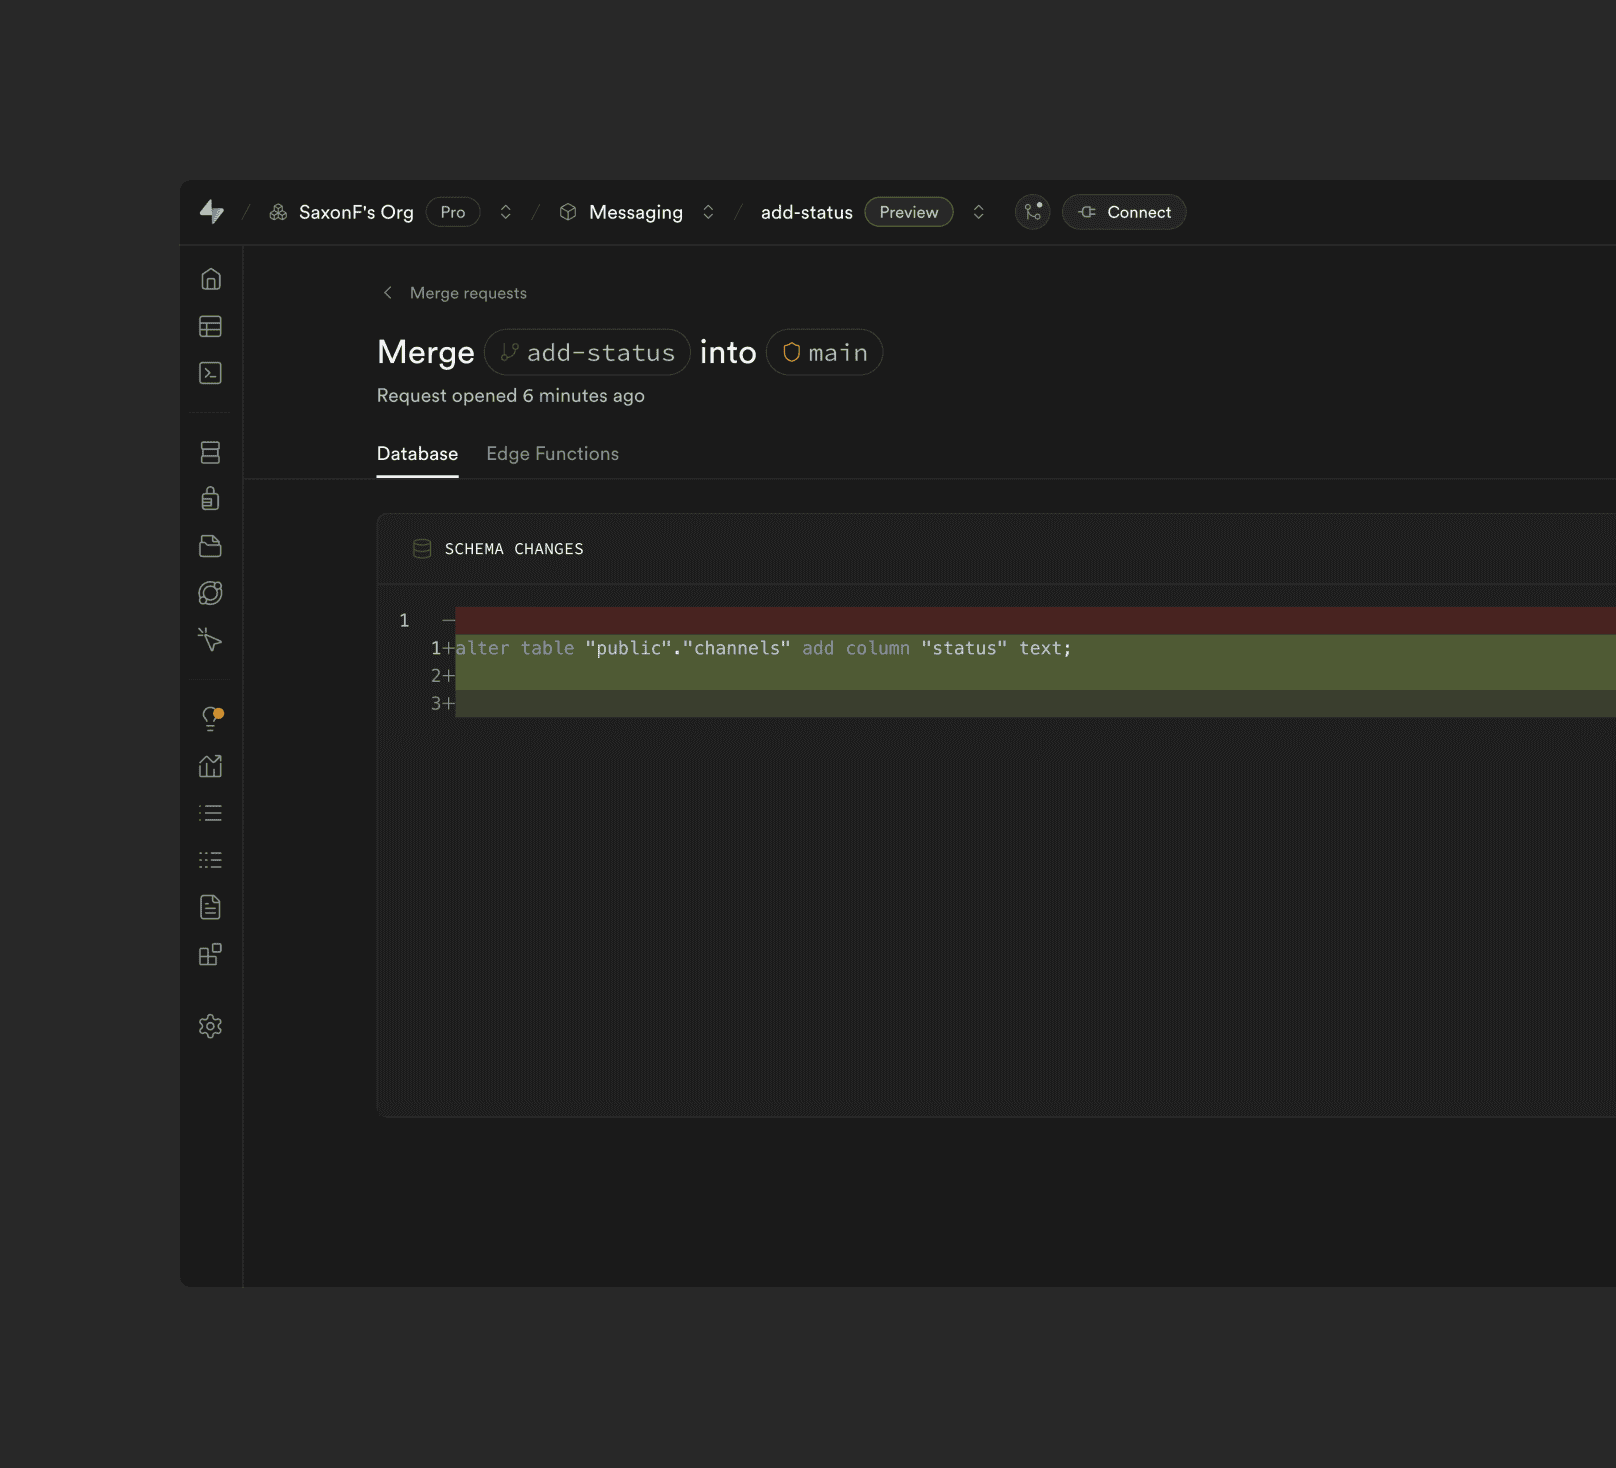 / SaxonF's Org Pro / Messaging / add-status Preview Connect
Merge requests
Merge add-status into main
Request opened 6 minutes ago
Database Edge Functions
SCHEMA CHANGES
1 —
1+alter table "public"."channels" add column "status" text;
2+
3+